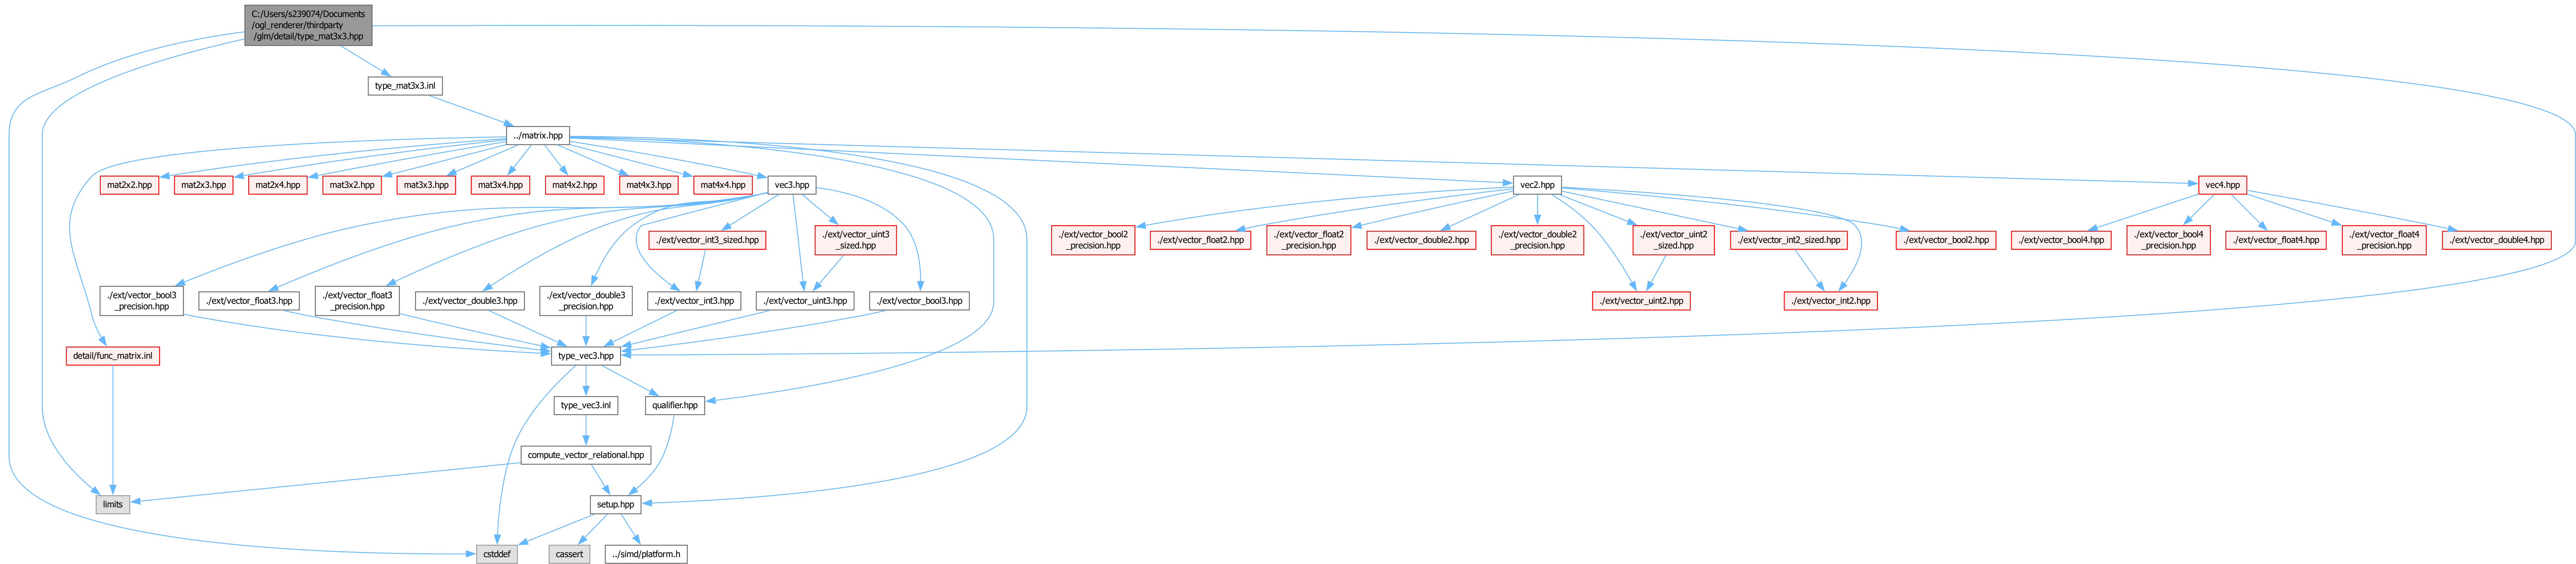 C:/Users/s239074/Documents
/ogl_renderer/thirdparty
/glm/detail/type_mat3x3.hpp
type_mat3x3.inl
../matrix.hpp
mat2x2.hpp
mat2x3.hpp
mat2x4.hpp
mat3x2.hpp
mat3x3.hpp
mat3x4.hpp
mat4x2.hpp
mat4x3.hpp
mat4x4.hpp
vec3.hpp
vec2.hpp
vec4.hpp
./ext/vector_int3_sized.hpp
./ext/vector_uint3
_sized.hpp
./ext/vector_bool2
_precision.hpp
./ext/vector_float2.hpp
./ext/vector_float2
_precision.hpp
./ext/vector_double2.hpp
./ext/vector_double2
_precision.hpp
./ext/vector_uint2
_sized.hpp
./ext/vector_int2_sized.hpp
./ext/vector_bool2.hpp
./ext/vector_bool4.hpp
./ext/vector_bool4
_precision.hpp
./ext/vector_float4.hpp
./ext/vector_float4
_precision.hpp
./ext/vector_double4.hpp
./ext/vector_bool3
_precision.hpp
./ext/vector_float3.hpp
./ext/vector_float3
_precision.hpp
./ext/vector_double3.hpp
./ext/vector_double3
_precision.hpp
./ext/vector_int3.hpp
./ext/vector_uint3.hpp
./ext/vector_bool3.hpp
./ext/vector_uint2.hpp
./ext/vector_int2.hpp
detail/func_matrix.inl
type_vec3.hpp
type_vec3.inl
qualifier.hpp
compute_vector_relational.hpp
limits
setup.hpp
cstddef
cassert
../simd/platform.h